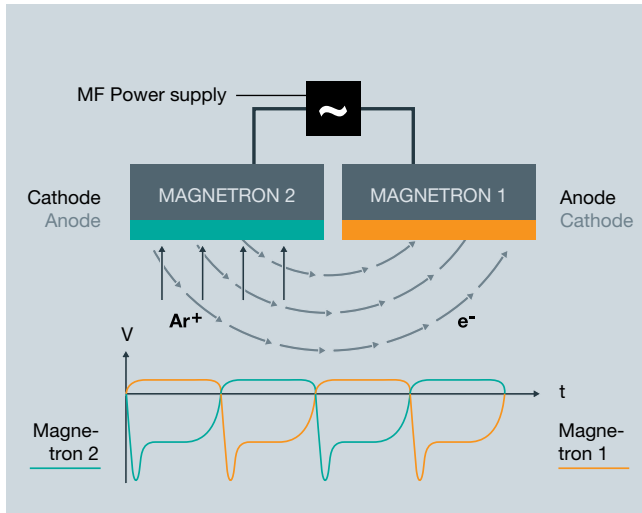 MF Power supply
~
MAGNETRON 2
MAGNETRON 1
Cathode
Anode
Anode
Cathode
Ar+
e-
V
t
Magne-
tron 2
Magne-
tron 1